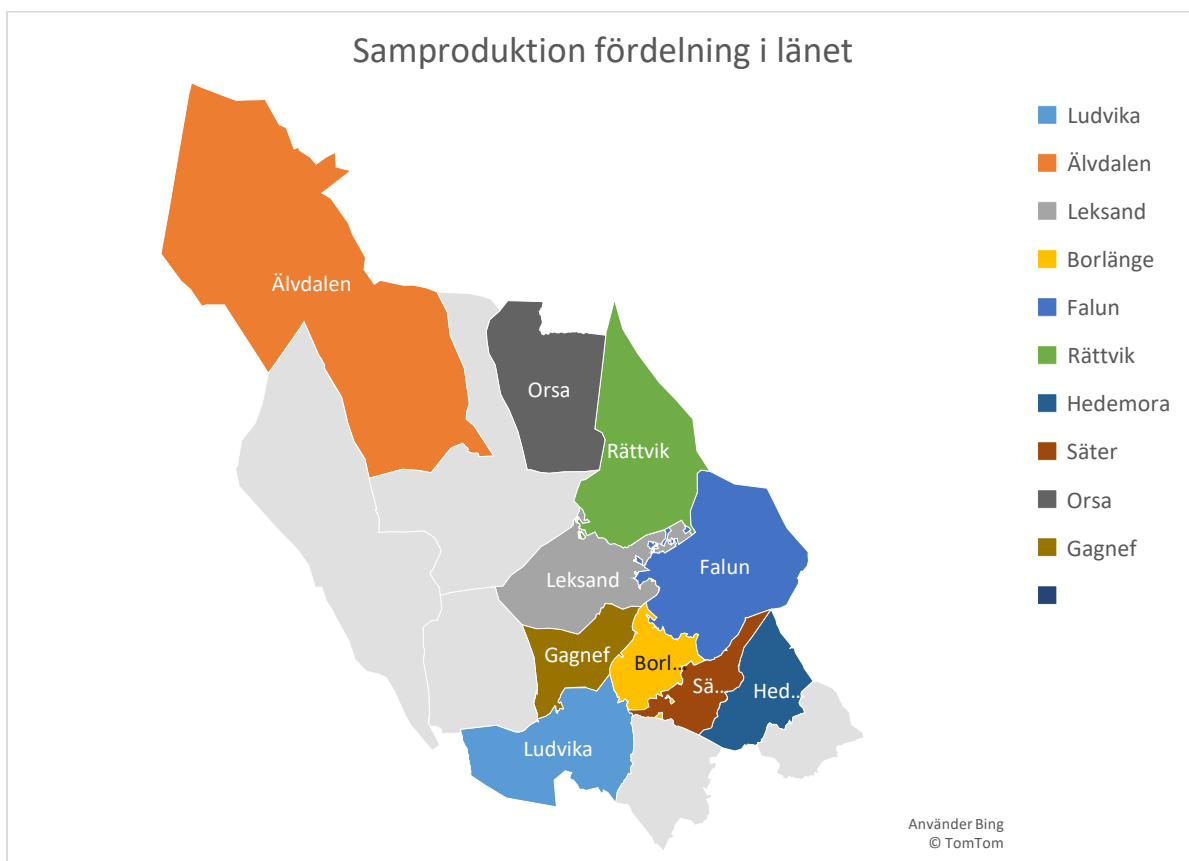 Samproduktion fördelning i länet
Ludvika
Älvdalen
Leksand
Borlänge
Falun
Rättvik
Hedemora
Säter
Orsa
Gagnef
Älvdalen
Orsa
Rättvik
Leksand
Falun
Gagnef
Borl...
Sä...
Hed...
Ludvika
Använder Bing
© TomTom